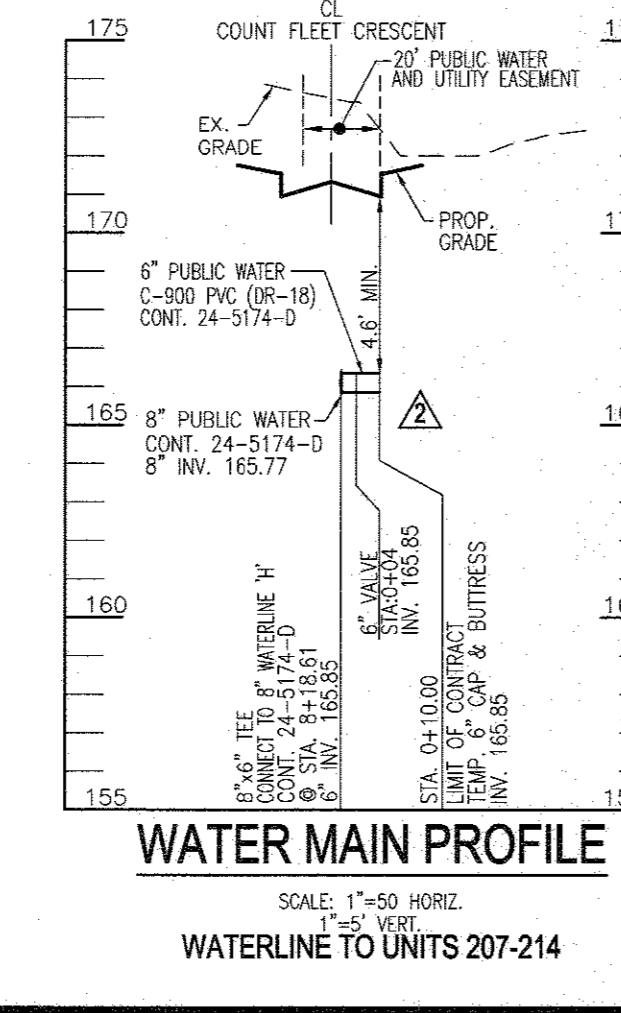 CL
COUNT FLEET CRESCENT
175
20' PUBLIC WATER
AND UTILITY EASEMENT
EX.
GRADE
170
PROP.
GRADE
6" PUBLIC WATER
C-900 PVC (DR-18)
CONT. 24-5174-D
4.6' MIN.
165
8" PUBLIC WATER
CONT. 24-5174-D
8" INV. 165.77
2
160
8"x6" TEE
CONNECT TO 8" WATERLINE 'H'
CONT. 24-5174-D
@ STA. 8+18.61
6" INV. 165.85
6" VALVE
STA:0+04
INV. 165.85
STA. 0+10.00
LIMIT OF CONTRACT
TEMP. 6" CAP & BUTTRESS
INV. 165.85
155
WATER MAIN PROFILE
SCALE: 1"=50 HORIZ.
1"=5' VERT.
WATERLINE TO UNITS 207-214